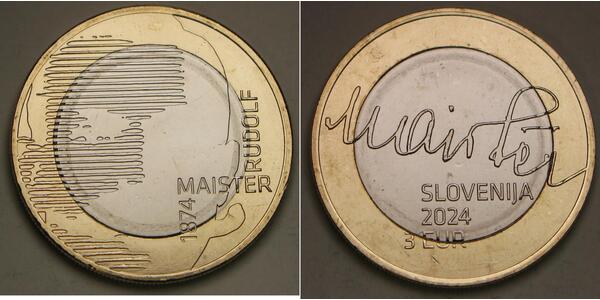 RUDOLF
MAISTER
1874
Maister
SLOVENIJA
2024
3 EUR